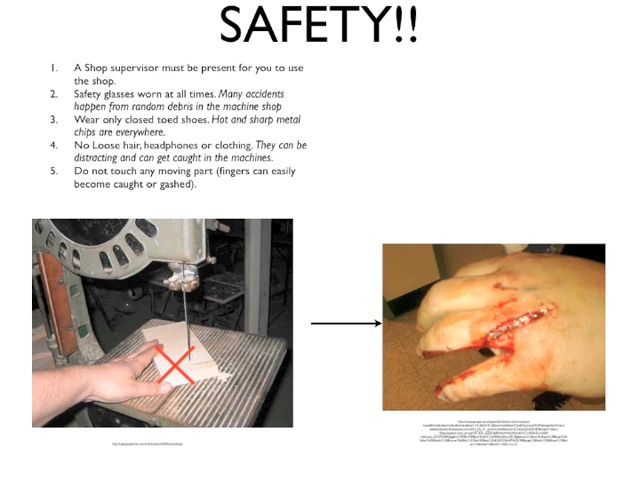 SAFETY!!
1. A Shop supervisor must be present for you to use
the shop.
2. Safety glasses worn at all times. Many accidents
happen from random debris in the machine shop
3. Wear only closed toed shoes. Hot and sharp metal
chips are everywhere.
4. No Loose hair, headphones or clothing. They can be
distracting and can get caught in the machines.
5. Do not touch any moving part (fingers can easily
become caught or gashed).